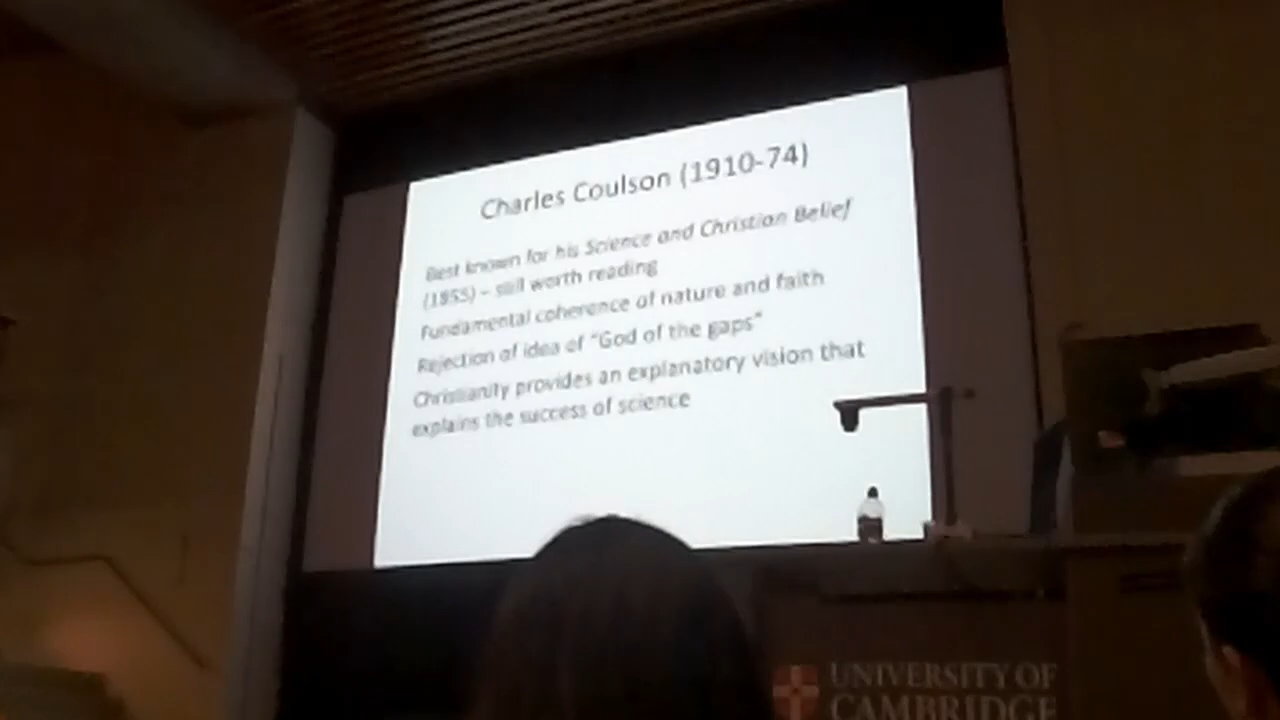 Charles Coulson (1910-74)
Best known for his Science and Christian Belief
(1955) – still worth reading
Fundamental coherence of nature and faith
Rejection of idea of “God of the gaps”
Christianity provides an explanatory vision that
explains the success of science
UNIVERSITY OF
CAMBRIDGE